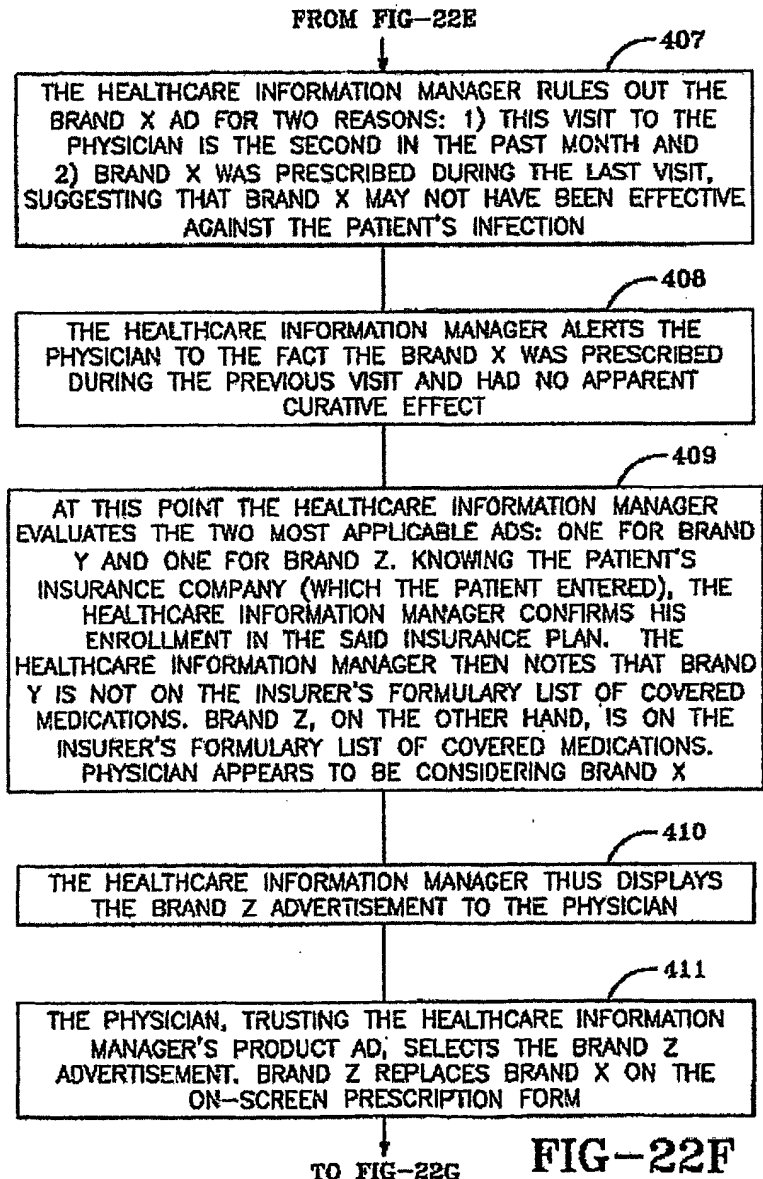 FROM FIG-22E
407
THE HEALTHCARE INFORMATION MANAGER RULES OUT THE
BRAND X AD FOR TWO REASONS: 1) THIS VISIT TO THE
PHYSICIAN IS THE SECOND IN THE PAST MONTH AND
2) BRAND X WAS PRESCRIBED DURING THE LAST VISIT,
SUGGESTING THAT BRAND X MAY NOT HAVE BEEN EFFECTIVE
AGAINST THE PATIENT'S INFECTION
408
THE HEALTHCARE INFORMATION MANAGER ALERTS THE
PHYSICIAN TO THE FACT THE BRAND X WAS PRESCRIBED
DURING THE PREVIOUS VISIT AND HAD NO APPARENT
CURATIVE EFFECT
409
AT THIS POINT THE HEALTHCARE INFORMATION MANAGER
EVALUATES THE TWO MOST APPLICABLE ADS: ONE FOR BRAND
Y AND ONE FOR BRAND Z. KNOWING THE PATIENT'S
INSURANCE COMPANY (WHICH THE PATIENT ENTERED), THE
HEALTHCARE INFORMATION MANAGER CONFIRMS HIS
ENROLLMENT IN THE SAID INSURANCE PLAN. THE
HEALTHCARE INFORMATION MANAGER THEN NOTES THAT BRAND
Y IS NOT ON THE INSURER'S FORMULARY LIST OF COVERED
MEDICATIONS. BRAND Z, ON THE OTHER HAND, IS ON THE
INSURER'S FORMULARY LIST OF COVERED MEDICATIONS.
PHYSICIAN APPEARS TO BE CONSIDERING BRAND X
410
THE HEALTHCARE INFORMATION MANAGER THUS DISPLAYS
THE BRAND Z ADVERTISEMENT TO THE PHYSICIAN
411
THE PHYSICIAN, TRUSTING THE HEALTHCARE INFORMATION
MANAGER'S PRODUCT AD, SELECTS THE BRAND Z
ADVERTISEMENT. BRAND Z REPLACES BRAND X ON THE
ON-SCREEN PRESCRIPTION FORM
TO FIG-22G
FIG-22F